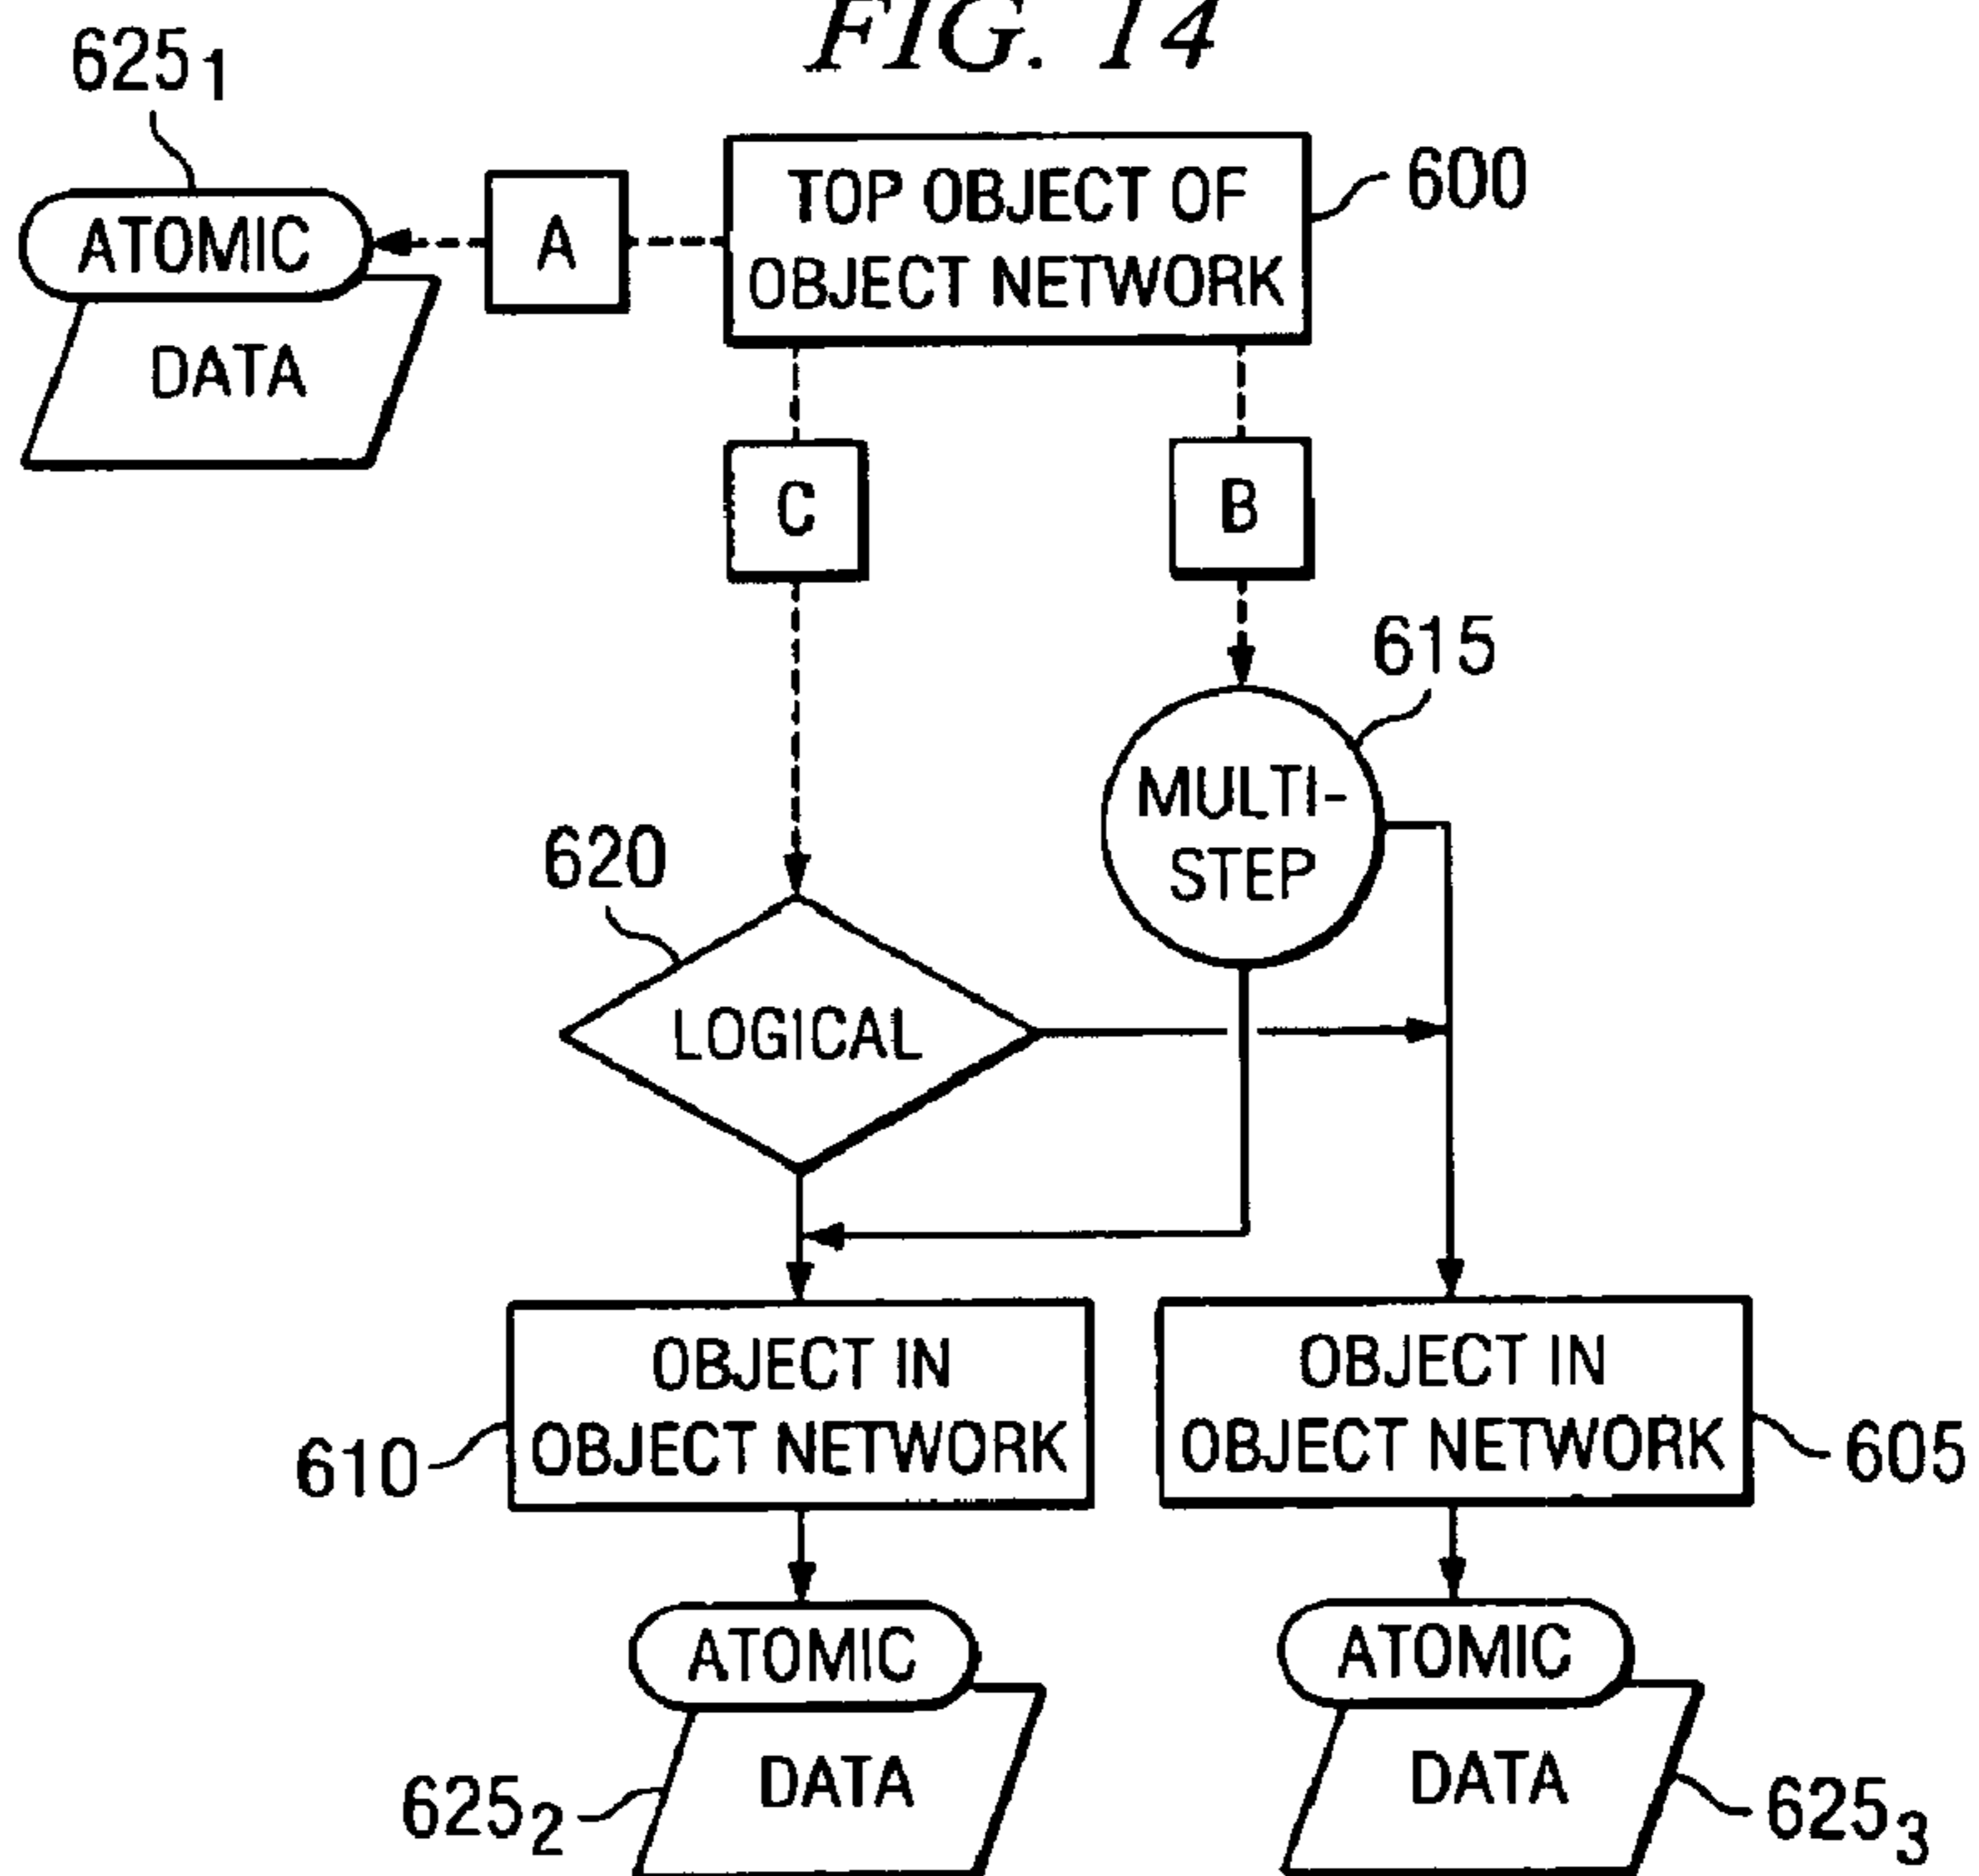 FIG. 14
625₁
ATOMIC
DATA
A
TOP OBJECT OF
OBJECT NETWORK
600
C
B
615
MULTI-
STEP
620
LOGICAL
OBJECT IN
OBJECT NETWORK
610
OBJECT IN
OBJECT NETWORK
605
ATOMIC
DATA
625₂
ATOMIC
DATA
625₃